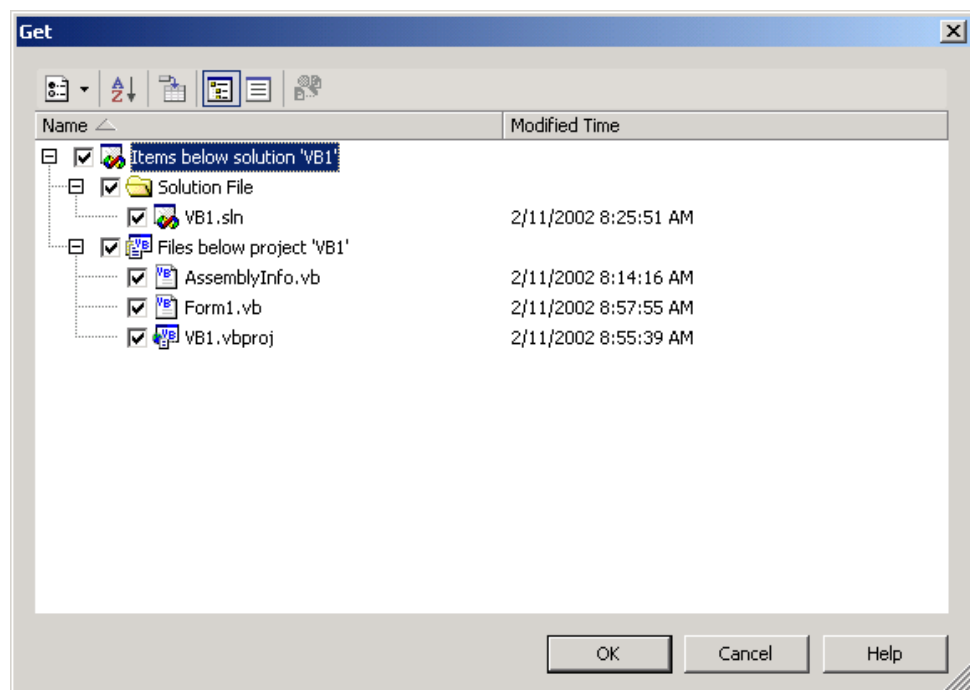 Get
Name Modified Time
Items below solution 'VB1'
Solution File
VB1.sln 2/11/2002 8:25:51 AM
Files below project 'VB1'
AssemblyInfo.vb 2/11/2002 8:14:16 AM
Form1.vb 2/11/2002 8:57:55 AM
VB1.vbproj 2/11/2002 8:55:39 AM
OK Cancel Help